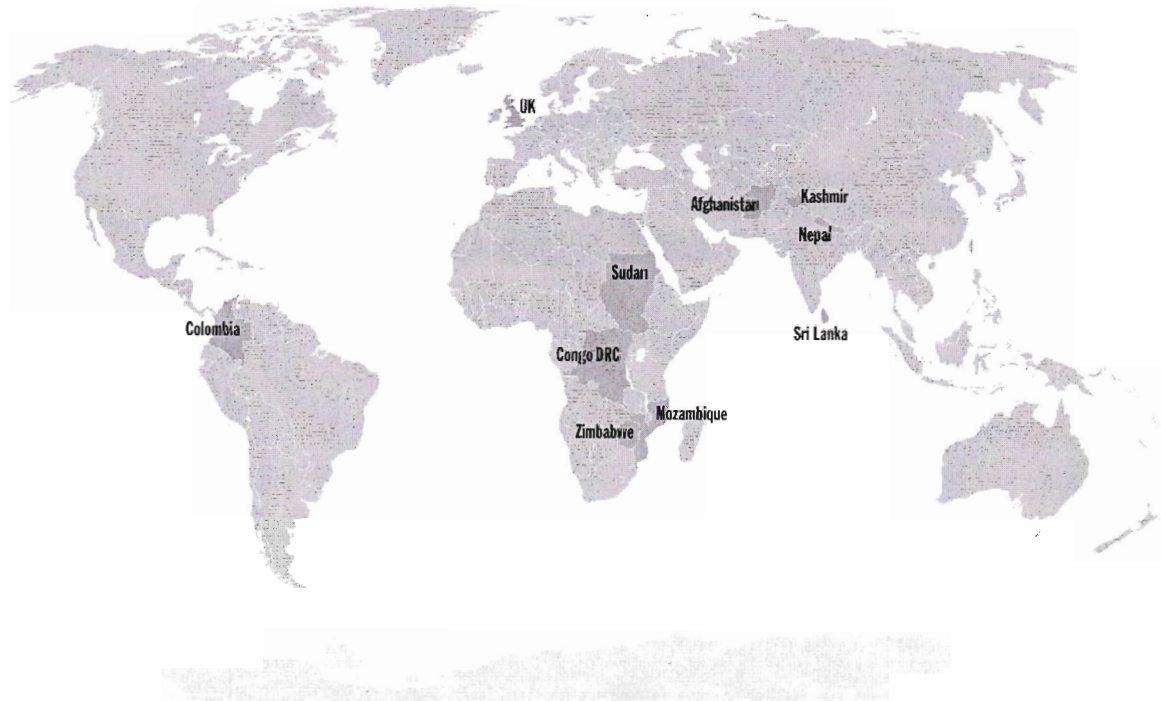 UK
Afghanistan
Kashmir
Nepal
Sudan
Colombia
Sri Lanka
Congo DRC
Mozambique
Zimbabwe